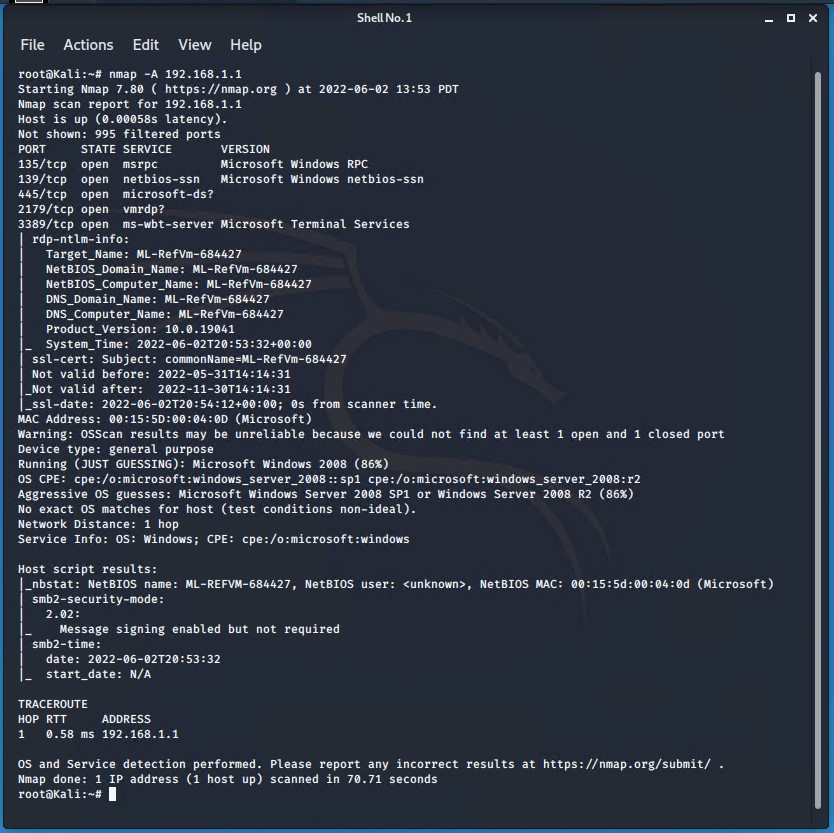 Shell No. 1
File Actions Edit View Help
root@Kali:~# nmap -A 192.168.1.1
Starting Nmap 7.80 ( https://nmap.org ) at 2022-06-02 13:53 PDT
Nmap scan report for 192.168.1.1
Host is up (0.00058s latency).
Not shown: 995 filtered ports
PORT     STATE SERVICE       VERSION
135/tcp  open  msrpc         Microsoft Windows RPC
139/tcp  open  netbios-ssn   Microsoft Windows netbios-ssn
445/tcp  open  microsoft-ds?
2179/tcp open  vmrdp?
3389/tcp open  ms-wbt-server Microsoft Terminal Services
| rdp-ntlm-info:
|   Target_Name: ML-RefVm-684427
|   NetBIOS_Domain_Name: ML-RefVm-684427
|   NetBIOS_Computer_Name: ML-RefVm-684427
|   DNS_Domain_Name: ML-RefVm-684427
|   DNS_Computer_Name: ML-RefVm-684427
|   Product_Version: 10.0.19041
|_  System_Time: 2022-06-02T20:53:32+00:00
| ssl-cert: Subject: commonName=ML-RefVm-684427
| Not valid before: 2022-05-31T14:14:31
|_Not valid after:  2022-11-30T14:14:31
|_ssl-date: 2022-06-02T20:54:12+00:00; 0s from scanner time.
MAC Address: 00:15:5D:00:04:0D (Microsoft)
Warning: OSScan results may be unreliable because we could not find at least 1 open and 1 closed port
Device type: general purpose
Running (JUST GUESSING): Microsoft Windows 2008 (86%)
OS CPE: cpe:/o:microsoft:windows_server_2008::sp1 cpe:/o:microsoft:windows_server_2008:r2
Aggressive OS guesses: Microsoft Windows Server 2008 SP1 or Windows Server 2008 R2 (86%)
No exact OS matches for host (test conditions non-ideal).
Network Distance: 1 hop
Service Info: OS: Windows; CPE: cpe:/o:microsoft:windows
Host script results:
|_nbstat: NetBIOS name: ML-REFVM-684427, NetBIOS user: <unknown>, NetBIOS MAC: 00:15:5d:00:04:0d (Microsoft)
| smb2-security-mode:
|   2.02:
|_    Message signing enabled but not required
| smb2-time:
|   date: 2022-06-02T20:53:32
|_  start_date: N/A
TRACEROUTE
HOP RTT     ADDRESS
1   0.58 ms 192.168.1.1
OS and Service detection performed. Please report any incorrect results at https://nmap.org/submit/ .
Nmap done: 1 IP address (1 host up) scanned in 70.71 seconds
root@Kali:~#